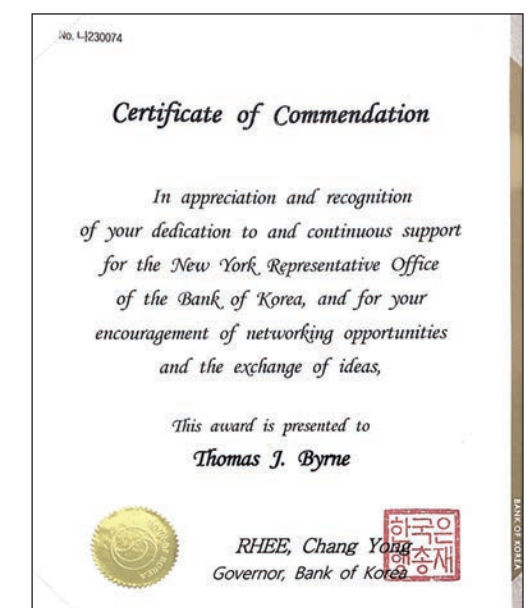 No. 나230074
Certificate of Commendation
In appreciation and recognition
of your dedication to and continuous support
for the New York Representative Office
of the Bank of Korea, and for your
encouragement of networking opportunities
and the exchange of ideas,
This award is presented to
Thomas J. Byrne
RHEE, Chang Yong
Governor, Bank of Korea
한국은
행총재
BANK OF KOREA